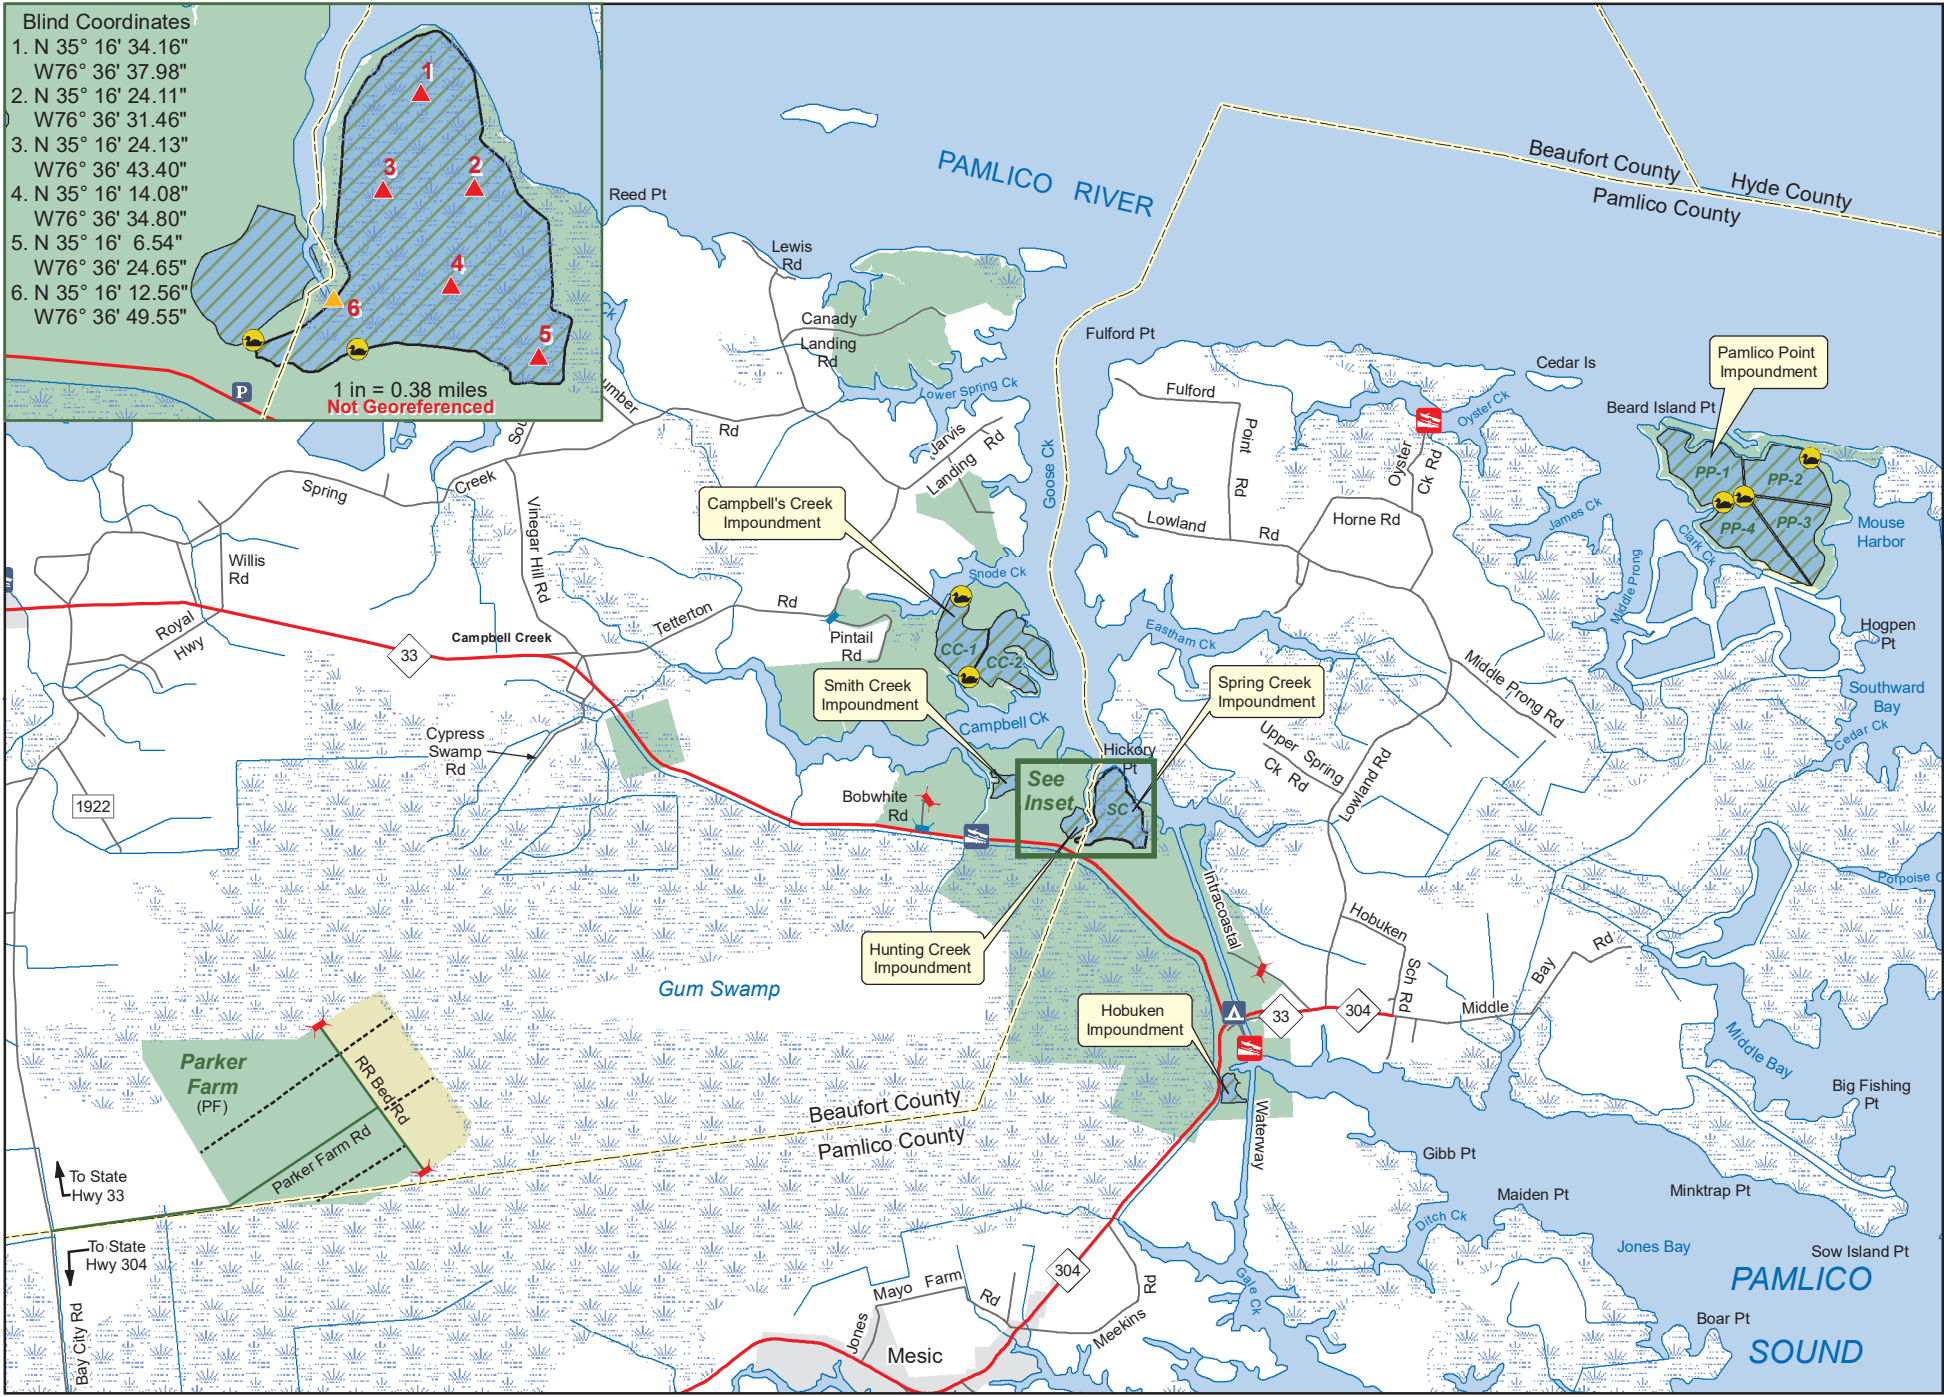 Blind Coordinates
1. N 35° 16' 34.16"
W76° 36' 37.98"
2. N 35° 16' 24.11"
W76° 36' 31.46"
3. N 35° 16' 24.13"
W76° 36' 43.40"
4. N 35° 16' 14.08"
W76° 36' 34.80"
5. N 35° 16' 6.54"
W76° 36' 24.65"
6. N 35° 16' 12.56"
W76° 36' 49.55"
1
2
3
4
5
6
P
1 in = 0.38 miles
Not Georeferenced
PAMLICO RIVER
Beaufort County
Hyde County
Pamlico County
Reed Pt
Lewis
Rd
Ck
Canady
Landing
Rd
Lower Spring Ck
Fulford Pt
Cedar Is
Pamlico Point
Impoundment
Beard Island Pt
Fulford
Point
Rd
Oyster Ck
Oyster
Ck Rd
umber
Rd
Sou
Jarvis
Landing
Rd
Goose Ck
Spring
Creek
Vinegar Hill Rd
Campbell's Creek
Impoundment
Lowland
Rd
Horne Rd
James Ck
PP-1
PP-2
PP-3
PP-4
Mouse
Harbor
Clark Ck
Middle Prong
Willis
Rd
Royal
Hwy
33
Campbell Creek
Tetterton
Rd
Pintail
Rd
Snode Ck
CC-1
CC-2
Eastham Ck
Hogpen
Pt
Smith Creek
Impoundment
Spring Creek
Impoundment
Middle Prong Rd
Southward
Bay
Cedar Ck
Campbell Ck
Cypress
Swamp
Rd
Hickory
Pt
Upper Spring
Ck Rd
Lowland Rd
1922
Bobwhite
Rd
See
Inset
SC
Porpoise C
Intracoastal
Hobuken
Sch Rd
Hunting Creek
Impoundment
Gum Swamp
Hobuken
Impoundment
33
304
Middle
Bay
Rd
Middle Bay
Parker
Farm
(PF)
RR Bed Rd
Parker Farm Rd
Beaufort County
Pamlico County
Waterway
Big Fishing
Pt
Gibb Pt
Minktrap Pt
Maiden Pt
Ditch Ck
To State
Hwy 33
To State
Hwy 304
Bay City Rd
Jones Bay
Sow Island Pt
PAMLICO
SOUND
Boar Pt
Gale Ck
304
Mayo Farm
Rd
Jones
Meekins
Rd
Mesic